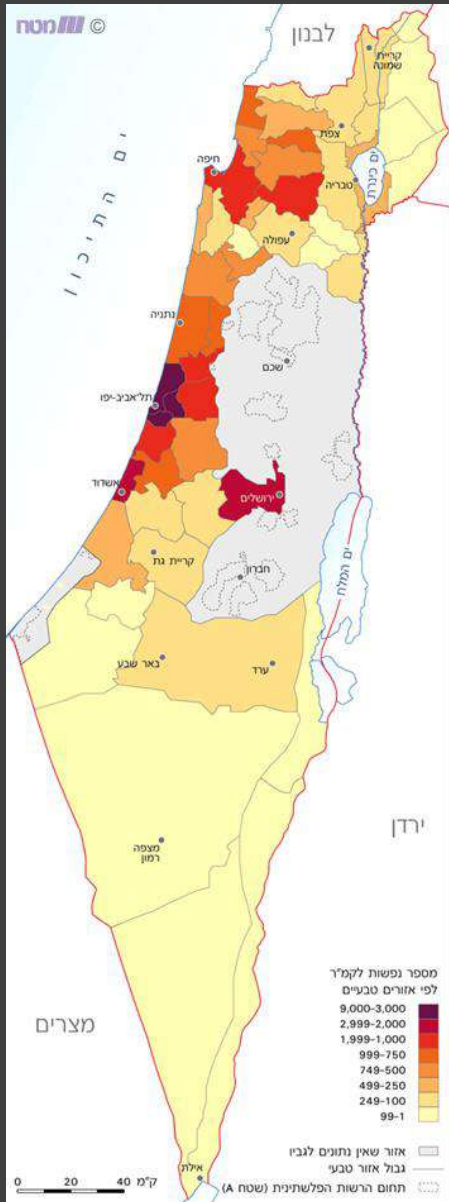 © מטח
לבנון
קריית
שמונה
צפת
ים כינרת
חיפה
טבריה
ים התיכון
עפולה
נתניה
שכם
תל־אביב-יפו
ירושלים
אשדוד
קריית גת
חברון
ים המלח
באר שבע
ערד
ירדן
מצפה
רמון
מספר נפשות לקמ"ר
לפי אזורים טבעיים
9,000-3,000
2,999-2,000
1,999-1,000
999-750
749-500
499-250
249-100
99-1
מצרים
אזור שאין נתונים לגביו
גבול אזור טבעי
תחום הרשות הפלשתינית (שטח A)
אילת
0 20 40 ק"מ